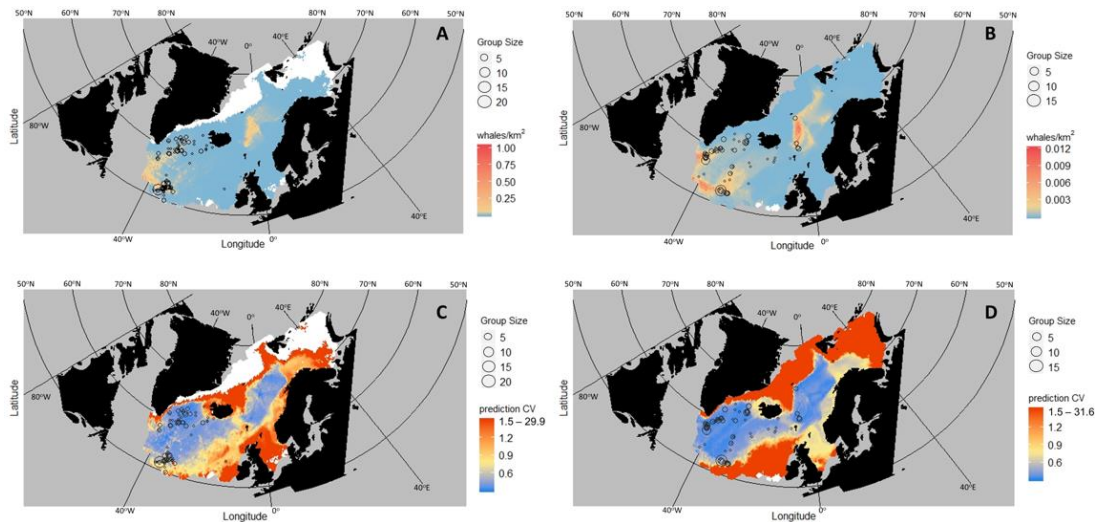 50°N 60°N 70°N 80°N 80°N 70°N 60°N 50°N
A
40°W 0° 40°E
80°W
40°W 0° 40°E
Latitude
Longitude
Group Size
5
10
15
20
whales/km²
1.00
0.75
0.50
0.25
50°N 60°N 70°N 80°N 80°N 70°N 60°N 50°N
B
40°W 0° 40°E
80°W
40°W 0° 40°E
Latitude
Longitude
Group Size
5
10
15
whales/km²
0.012
0.009
0.006
0.003
50°N 60°N 70°N 80°N 80°N 70°N 60°N 50°N
C
40°W 0° 40°E
80°W
40°W 0° 40°E
Latitude
Longitude
Group Size
5
10
15
20
prediction CV
1.5 – 29.9
1.2
0.9
0.6
50°N 60°N 70°N 80°N 80°N 70°N 60°N 50°N
D
40°W 0° 40°E
80°W
40°W 0° 40°E
Latitude
Longitude
Group Size
5
10
15
prediction CV
1.5 – 31.6
1.2
0.9
0.6